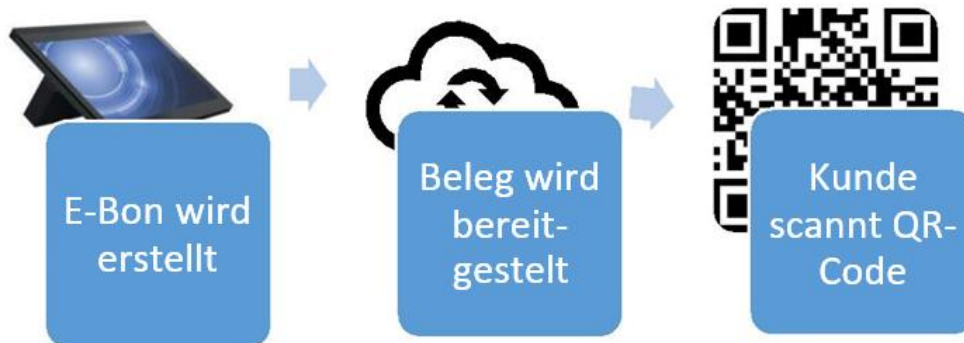 E-Bon wird
erstellt
Beleg wird
bereit-
gestelt
Kunde
scannt QR-
Code